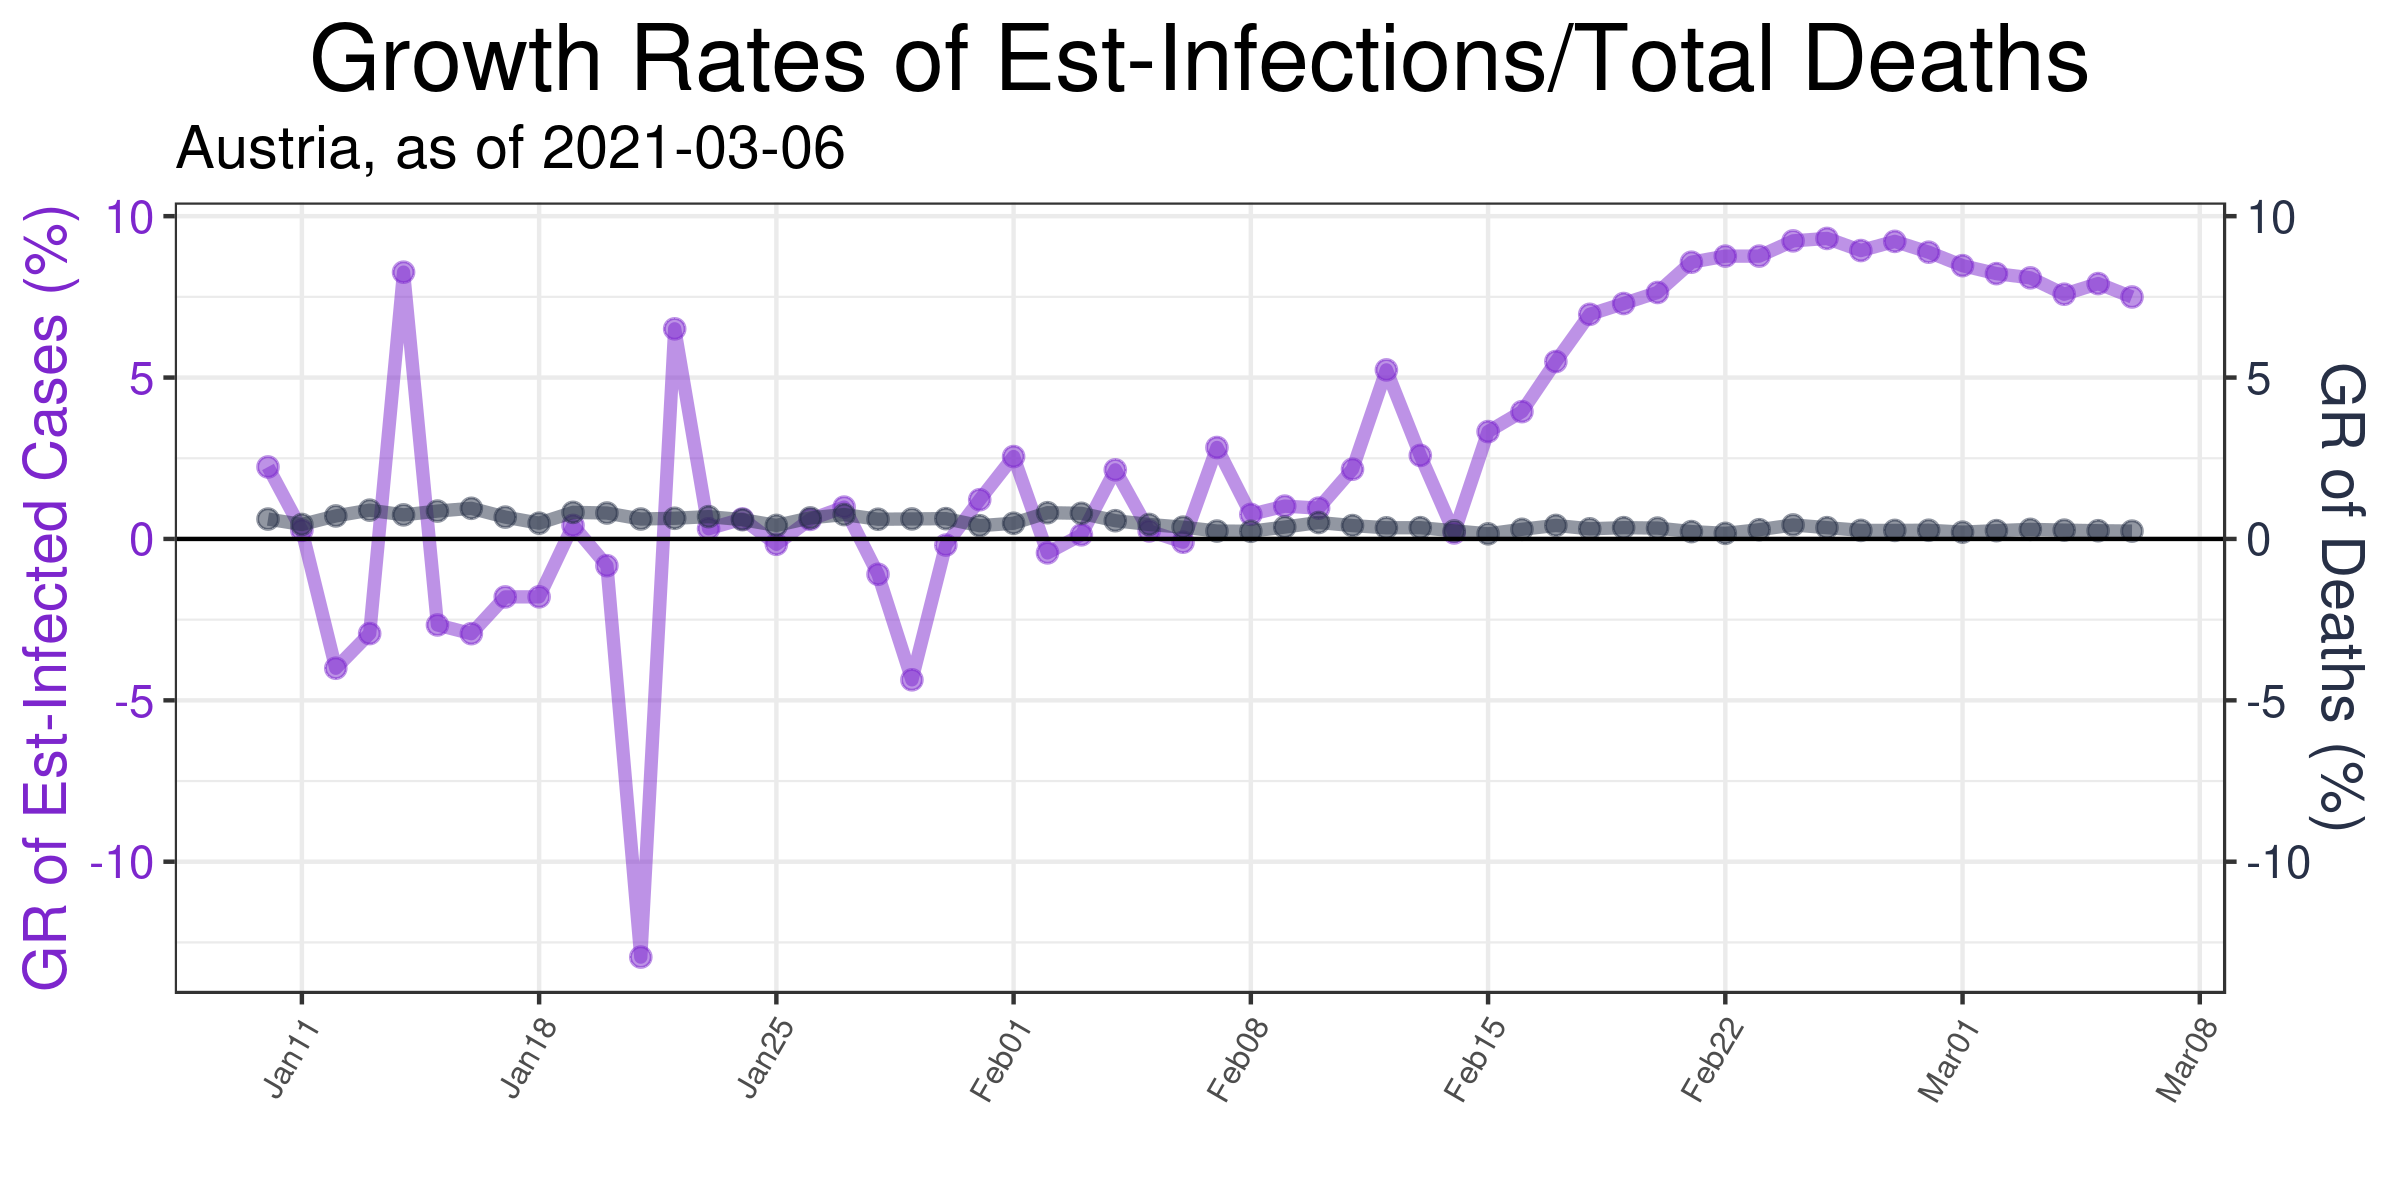 Growth Rates of Est-Infections/Total Deaths
Austria, as of 2021-03-06
GR of Est-Infected Cases (%)
10
5
0
-5
-10
10
5
0
-5
-10
GR of Deaths (%)
Jan11
Jan18
Jan25
Feb01
Feb08
Feb15
Feb22
Mar01
Mar08